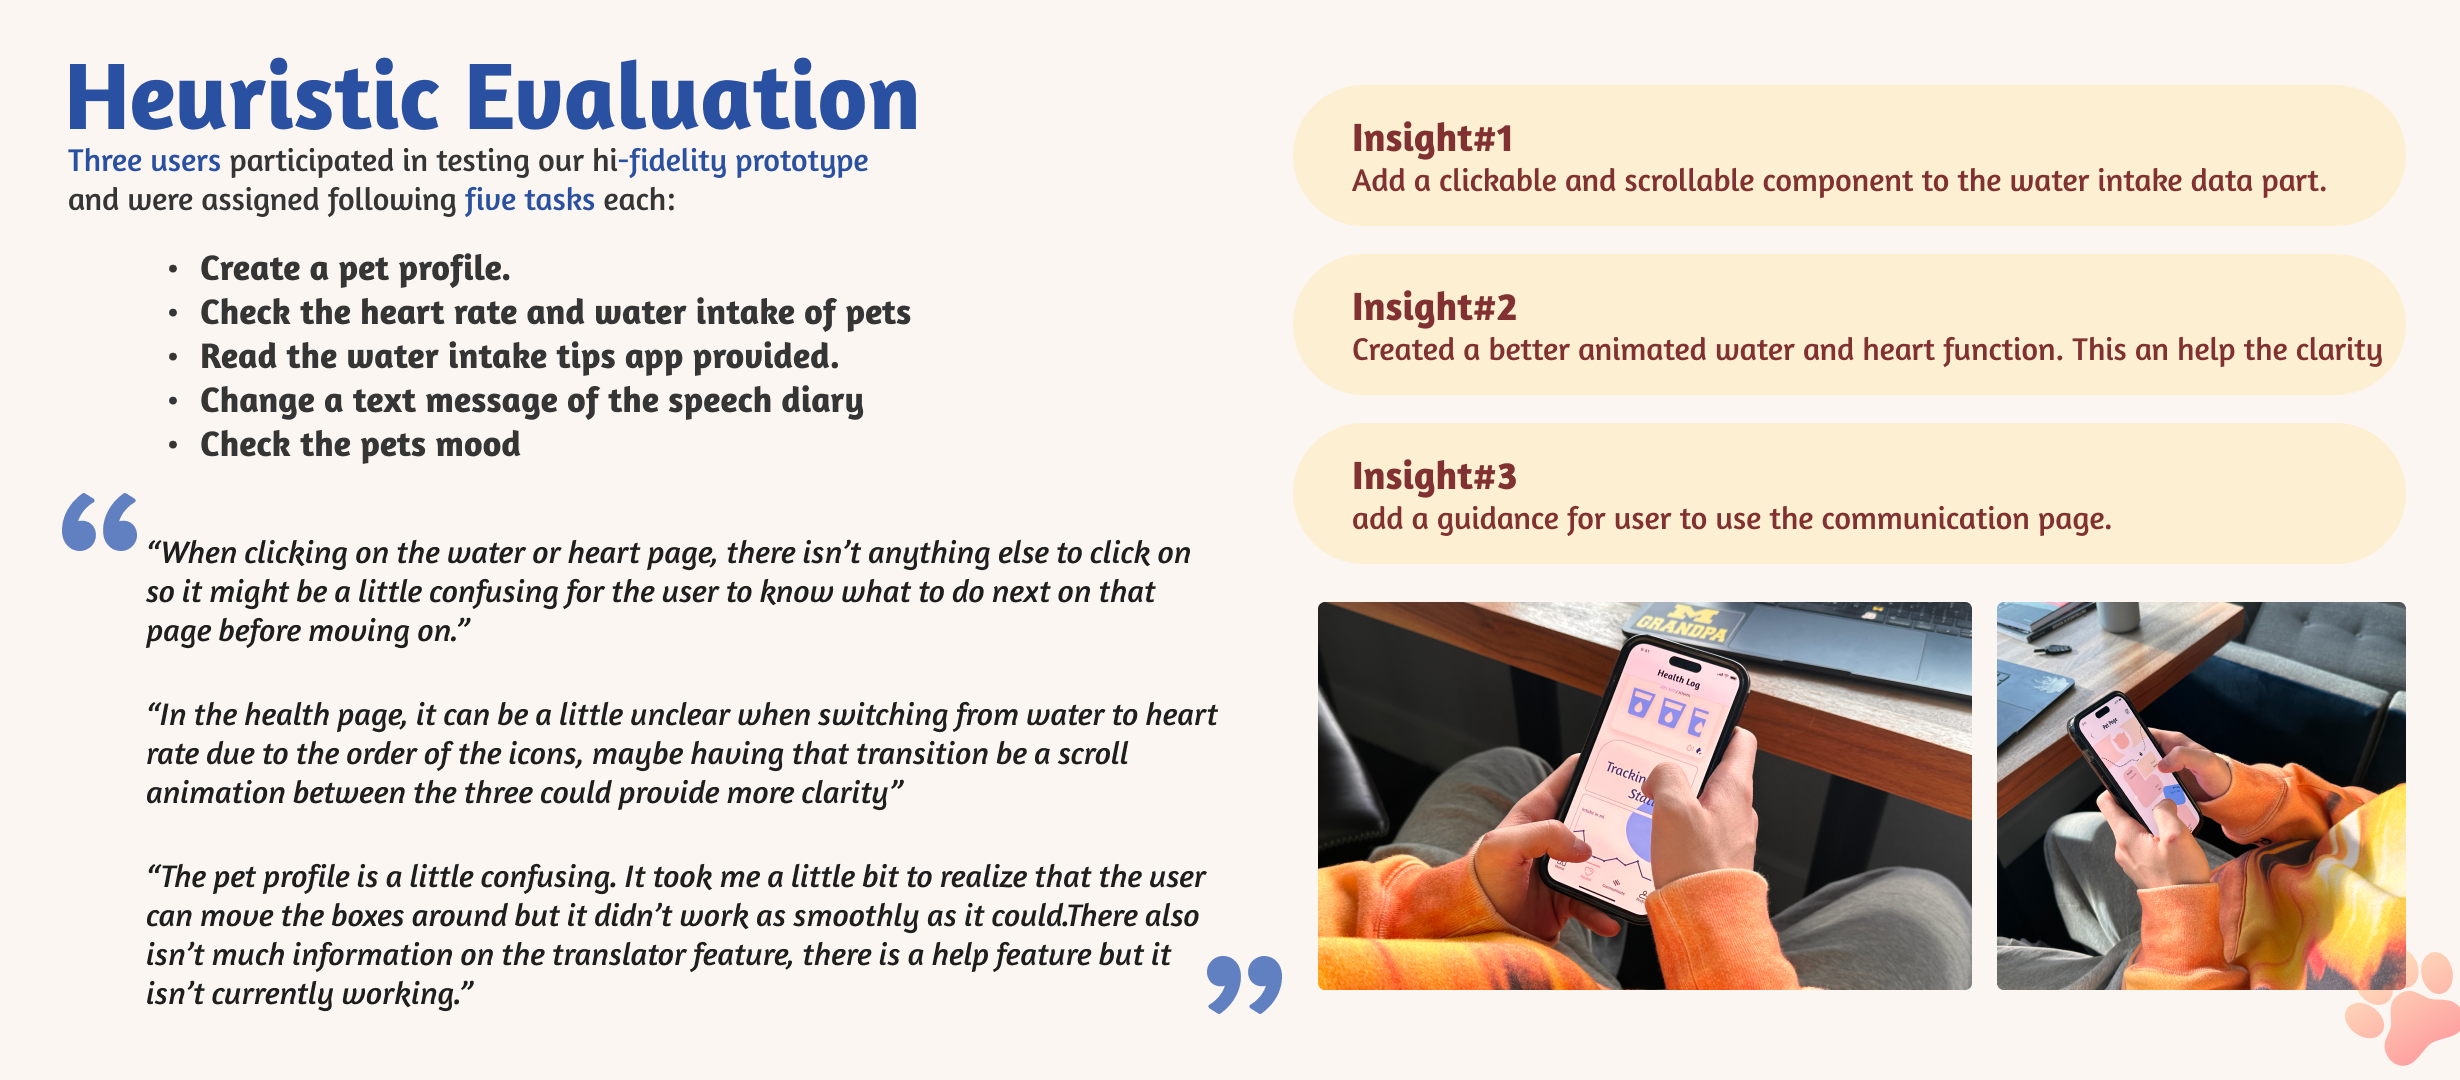 Heuristic Evaluation
Three users participated in testing our hi-fidelity prototype
and were assigned following five tasks each:
• Create a pet profile.
• Check the heart rate and water intake of pets
• Read the water intake tips app provided.
• Change a text message of the speech diary
• Check the pets mood
“When clicking on the water or heart page, there isn’t anything else to click on
so it might be a little confusing for the user to know what to do next on that
page before moving on.”
“In the health page, it can be a little unclear when switching from water to heart
rate due to the order of the icons, maybe having that transition be a scroll
animation between the three could provide more clarity”
“The pet profile is a little confusing. It took me a little bit to realize that the user
can move the boxes around but it didn’t work as smoothly as it could.There also
isn’t much information on the translator feature, there is a help feature but it
isn’t currently working.”
Insight#1
Add a clickable and scrollable component to the water intake data part.
Insight#2
Created a better animated water and heart function. This an help the clarity
Insight#3
add a guidance for user to use the communication page.
M
GRANDPA
9:41
Health Log
Communicate
Pet Page